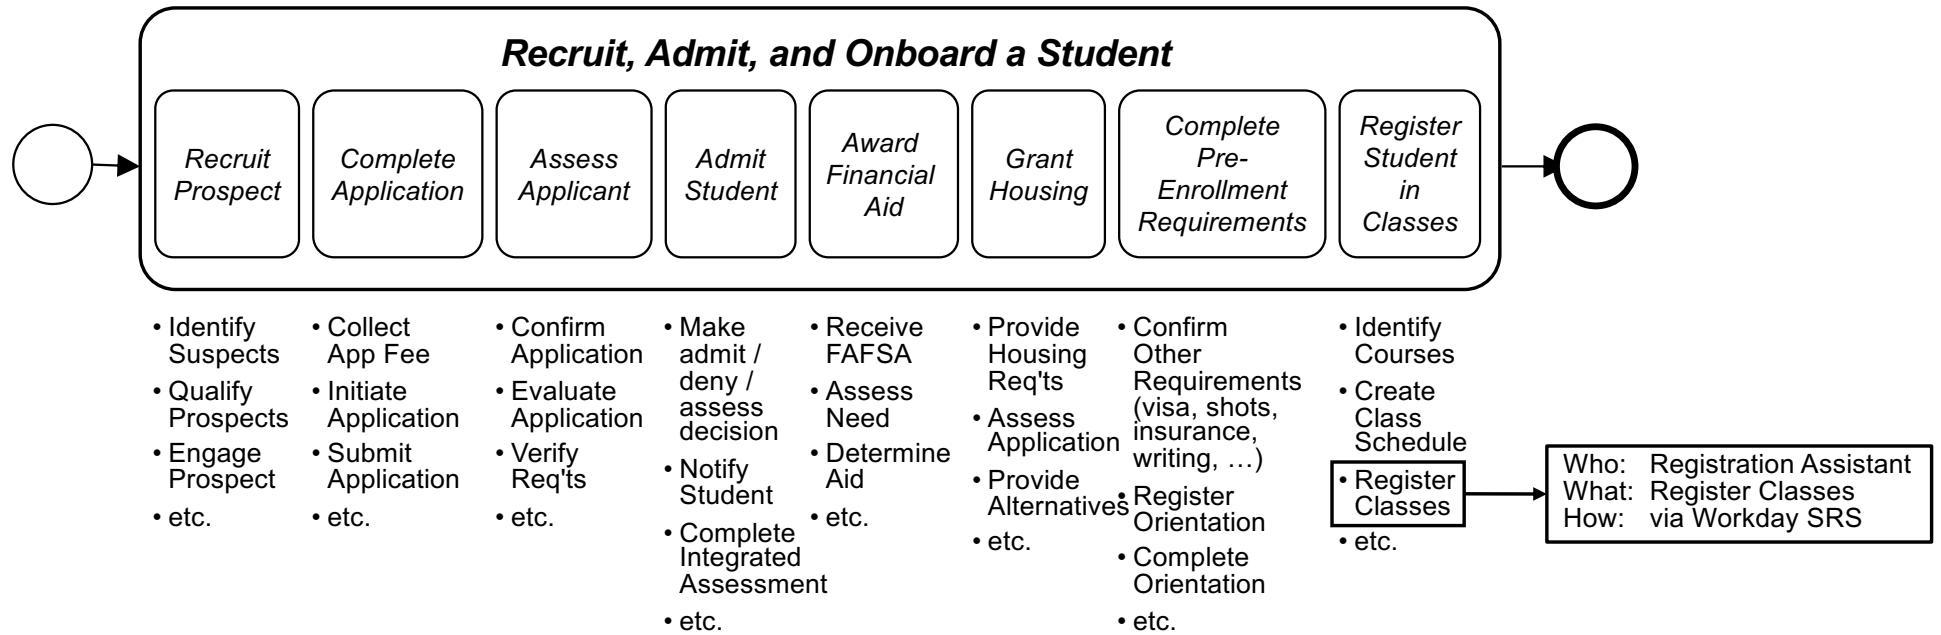 Recruit, Admit, and Onboard a Student
Recruit
Prospect
Complete
Application
Assess
Applicant
Admit
Student
Award
Financial
Aid
Grant
Housing
Complete
Pre-
Enrollment
Requirements
Register
Student
in
Classes
• Identify
Suspects
• Qualify
Prospects
• Engage
Prospect
• etc.
• Collect
App Fee
• Initiate
Application
• Submit
Application
• etc.
• Confirm
Application
• Evaluate
Application
• Verify
Req'ts
• etc.
• Make
admit /
deny /
assess
decision
• Notify
Student
• Complete
Integrated
Assessment
• etc.
• Receive
FAFSA
• Assess
Need
• Determine
Aid
• etc.
• Provide
Housing
Req'ts
• Assess
Application
• Provide
Alternatives
• etc.
• Confirm
Other
Requirements
(visa, shots,
insurance,
writing, …)
• Register
Orientation
• Complete
Orientation
• etc.
• Identify
Courses
• Create
Class
Schedule
• Register
Classes
• etc.
Who: Registration Assistant
What: Register Classes
How: via Workday SRS